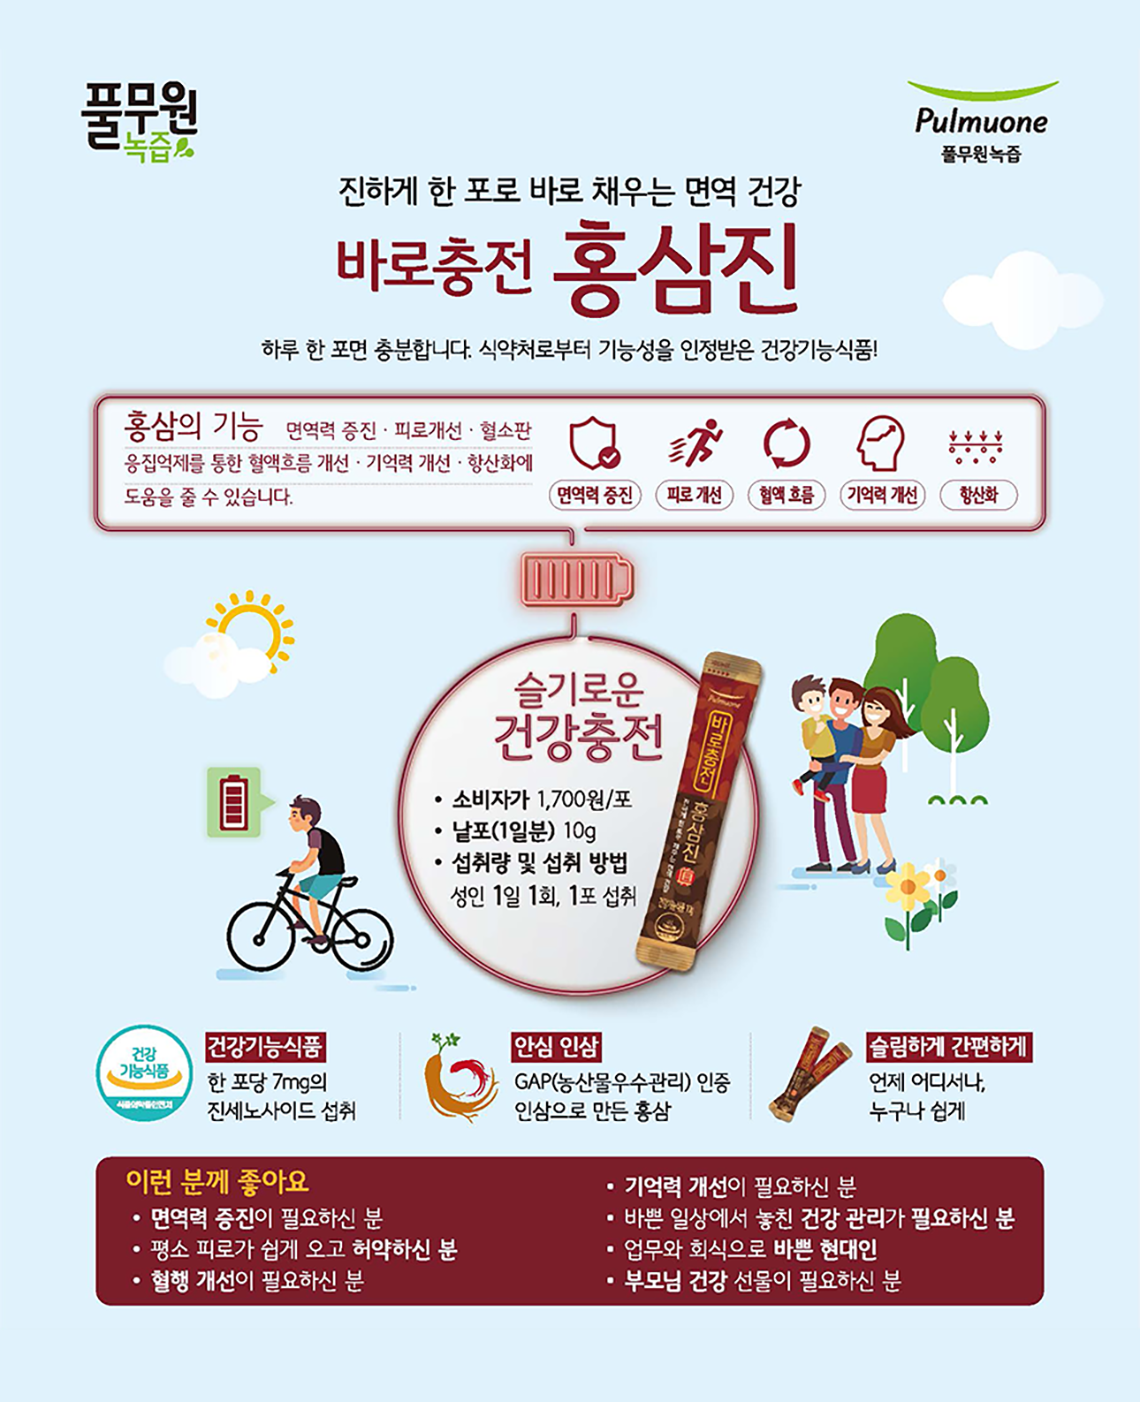 풀무원
녹즙
Pulmuone
풀무원녹즙
진하게 한 포로 바로 채우는 면역 건강
바로충전 홍삼진
하루 한 포면 충분합니다. 식약처로부터 기능성을 인정받은 건강기능식품!
홍삼의 기능 면역력 증진 · 피로개선 · 혈소판
응집억제를 통한 혈액흐름 개선 · 기억력 개선 · 항산화에
도움을 줄 수 있습니다.
면역력 증진
피로 개선
혈액 흐름
기억력 개선
항산화
슬기로운
건강충전
• 소비자가 1,700원/포
• 낱포(1일분) 10g
• 섭취량 및 섭취 방법
성인 1일 1회, 1포 섭취
Pulmuone
바로충전
홍삼진
건강
기능식품
식품의약품안전처
건강기능식품
한 포당 7mg의
진세노사이드 섭취
안심 인삼
GAP(농산물우수관리) 인증
인삼으로 만든 홍삼
슬림하게 간편하게
언제 어디서나,
누구나 쉽게
이런 분께 좋아요
• 면역력 증진이 필요하신 분
• 평소 피로가 쉽게 오고 허약하신 분
• 혈행 개선이 필요하신 분
• 기억력 개선이 필요하신 분
• 바쁜 일상에서 놓친 건강 관리가 필요하신 분
• 업무와 회식으로 바쁜 현대인
• 부모님 건강 선물이 필요하신 분